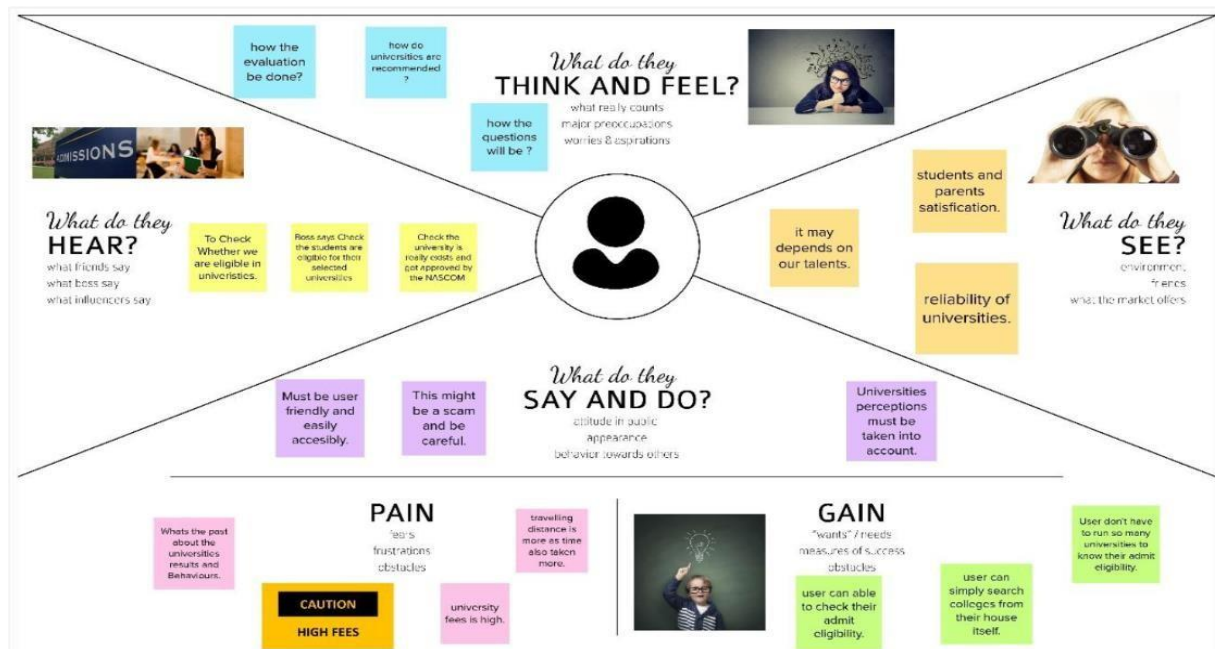 how the
evaluation
be done?
how do
universities are
recommended
?
how the
questions
will be ?
What do they
THINK AND FEEL?
what really counts
major preoccupations
worries & aspirations
ADMISSIONS
What do they
HEAR?
what friends say
what boss say
what influencers say
To Check
Whether we
are eligible in
univeristies.
Boss says Check
the students are
eligible for their
selected
universities
Check the
university is
really exists and
got approved by
the NASCOM
students and
parents
satisfication.
it may
depends on
our talents.
reliability of
universities.
What do they
SEE?
environment
friends
what the market offers
What do they
SAY AND DO?
attitude in public
appearance
behavior towards others
Must be user
friendly and
easily
accesibly.
This might
be a scam
and be
careful.
Universities
perceptions
must be
taken into
account.
PAIN
fears
frustrations
obstacles
Whats the past
about the
universities
results and
Behaviours.
travelling
distance is
more as time
also taken
more.
CAUTION
HIGH FEES
university
fees is high.
GAIN
"wants" / needs
measures of success
obstacles
user can able
to check their
admit
eligibility.
user can
simply search
colleges from
their house
itself.
User don't have
to run so many
universities to
know their admit
eligibility.